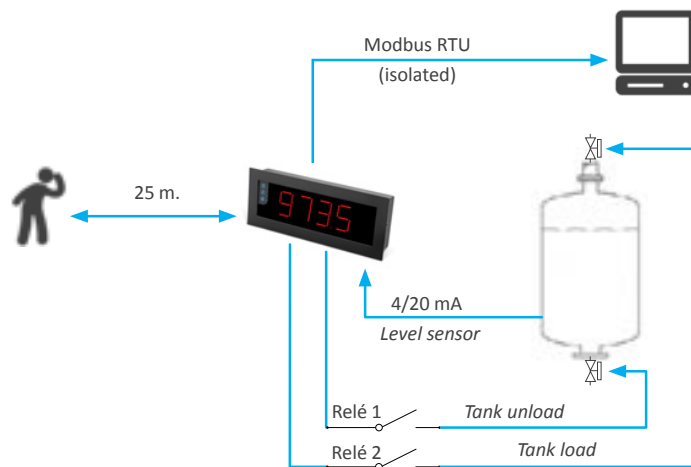 Modbus RTU
(isolated)
25 m.
9735
4/20 mA
Level sensor
Relé 1
Tank unload
Relé 2
Tank load